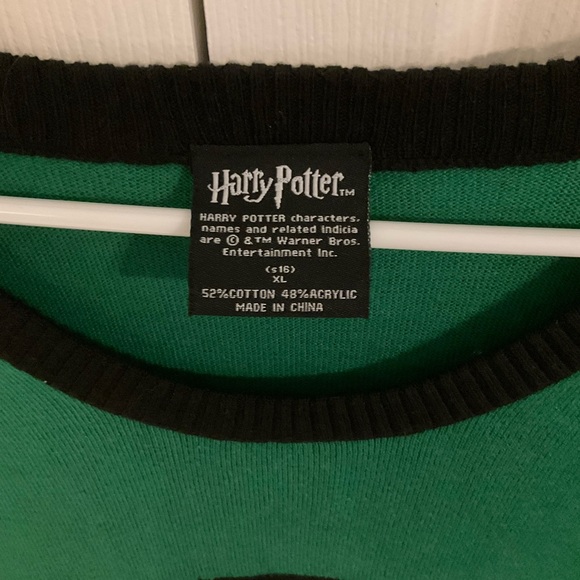 Harry Potter™
HARRY POTTER characters,
names and related indicia
are © &™ Warner Bros.
Entertainment Inc.
(s16)
XL
52%COTTON 48%ACRYLIC
MADE IN CHINA